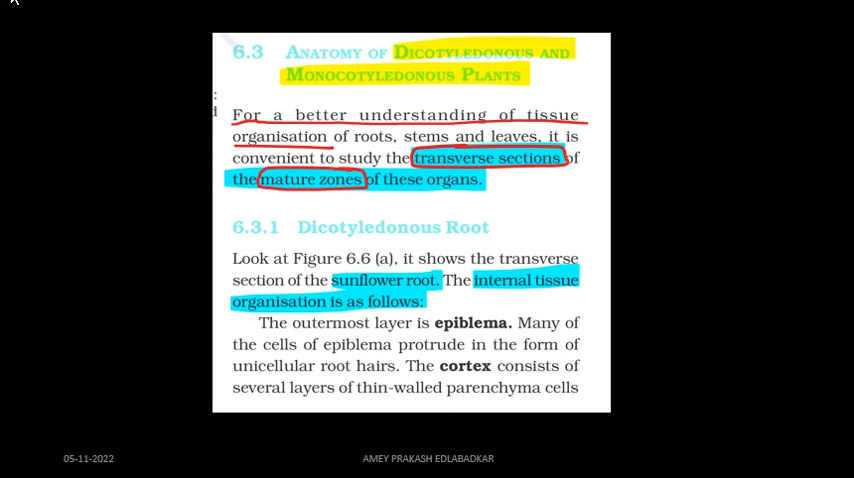 6.3 ANATOMY OF DICOTYLEDONOUS AND
MONOCOTYLEDONOUS PLANTS
:
d
For a better understanding of tissue
organisation of roots, stems and leaves, it is
convenient to study the transverse sections of
the mature zones of these organs.
6.3.1 Dicotyledonous Root
Look at Figure 6.6 (a), it shows the transverse
section of the sunflower root. The internal tissue
organisation is as follows:
The outermost layer is epiblema. Many of
the cells of epiblema protrude in the form of
unicellular root hairs. The cortex consists of
several layers of thin-walled parenchyma cells
05-11-2022
AMEY PRAKASH EDLABADKAR